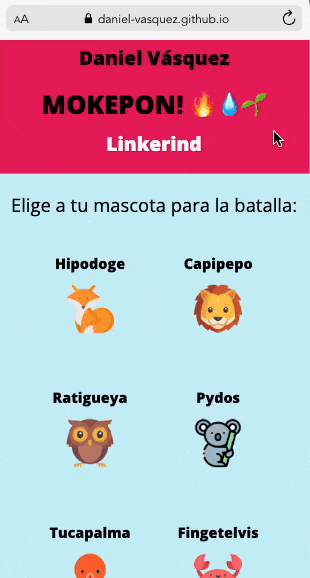 AA daniel-vasquez.github.io
Daniel Vásquez
MOKEPON! 🔥💧🌱
Linkerind
Elige a tu mascota para la batalla:
Hipodoge Capipepo
Ratigueya Pydos
Tucapalma Fingetelvis